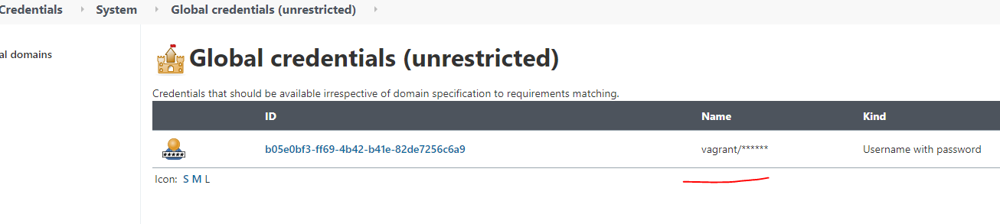 Credentials System Global credentials (unrestricted)
al domains
Global credentials (unrestricted)
Credentials that should be available irrespective of domain specification to requirements matching.
ID Name Kind
***** b05e0bf3-ff69-4b42-b41e-82de7256c6a9 vagrant/****** Username with password
Icon: S M L